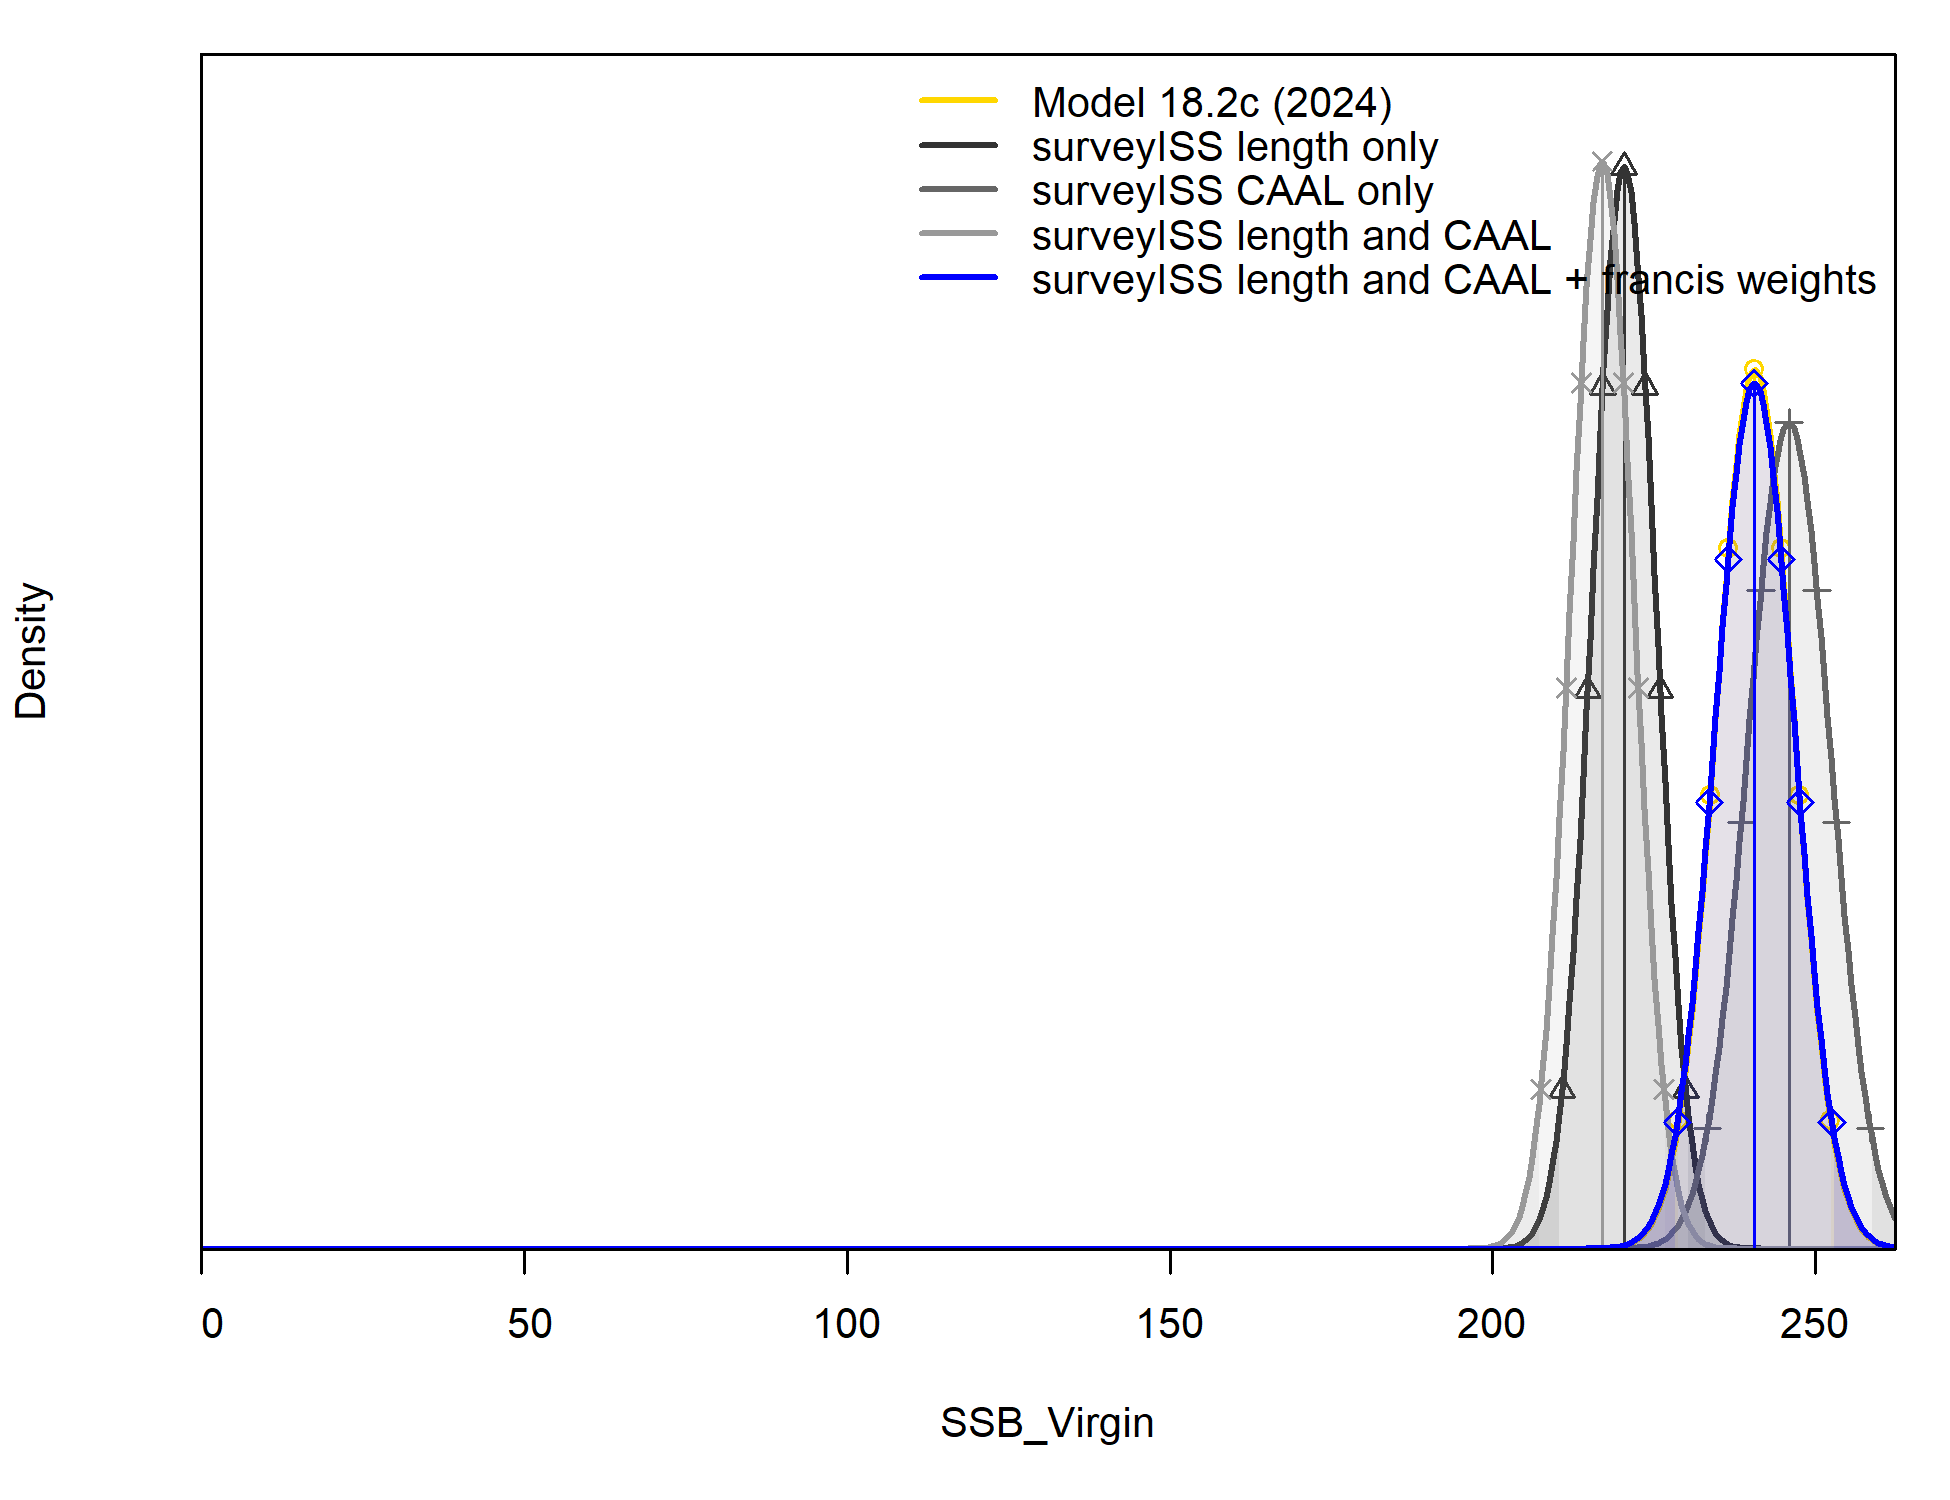 Model 18.2c (2024)
surveyISS length only
surveyISS CAAL only
surveyISS length and CAAL
surveyISS length and CAAL + francis weights
Density
0 50 100 150 200 250
SSB_Virgin